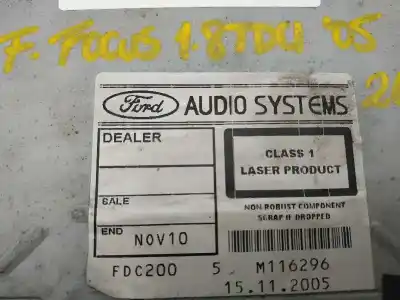 F. FOCUS 1.8TDCI '05
Ford AUDIO SYSTEMS
DEALER
CLASS 1
LASER PRODUCT
SALE
NON-ROBUST COMPONENT
SCRAP IF DROPPED
END NOV10
FDC200 5 M116296
15.11.2005